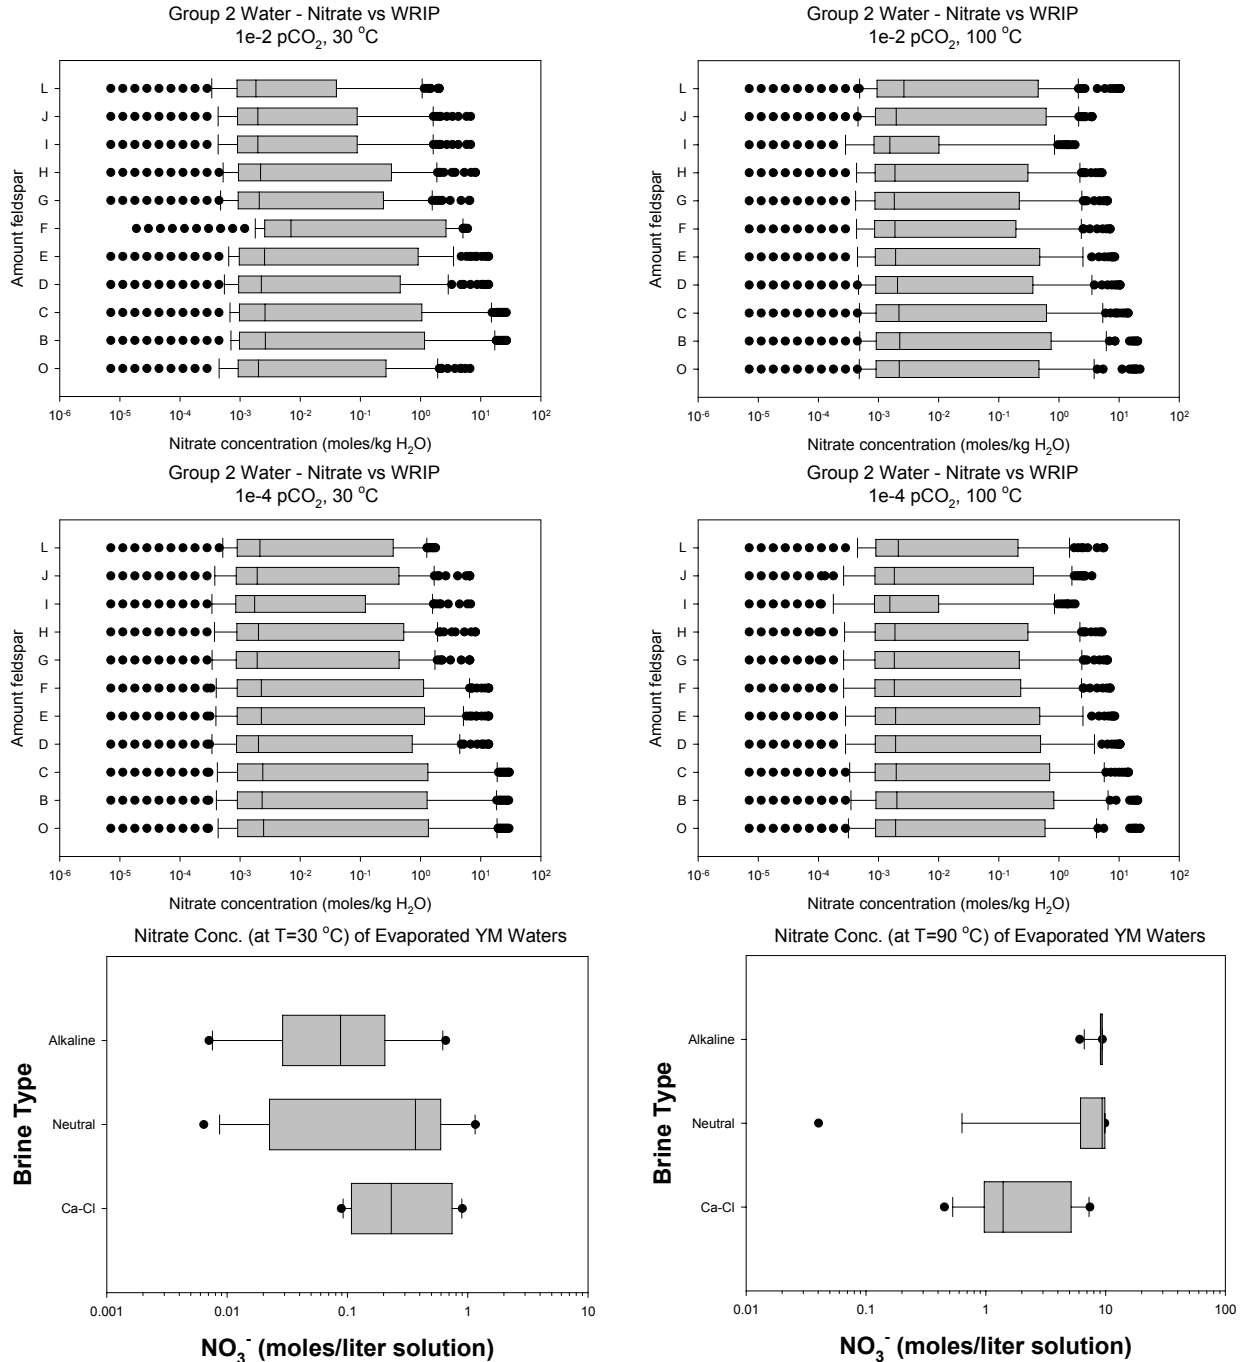 Group 2 Water - Nitrate vs WRIP
1e-2 pCO₂, 30 °C
Amount feldspar
L
J
I
H
G
F
E
D
C
B
O
10⁻⁶ 10⁻⁵ 10⁻⁴ 10⁻³ 10⁻² 10⁻¹ 10⁰ 10¹ 10²
Nitrate concentration (moles/kg H₂O)
Group 2 Water - Nitrate vs WRIP
1e-2 pCO₂, 100 °C
Amount feldspar
L
J
I
H
G
F
E
D
C
B
O
10⁻⁶ 10⁻⁵ 10⁻⁴ 10⁻³ 10⁻² 10⁻¹ 10⁰ 10¹ 10²
Nitrate concentration (moles/kg H₂O)
Group 2 Water - Nitrate vs WRIP
1e-4 pCO₂, 30 °C
Amount feldspar
L
J
I
H
G
F
E
D
C
B
O
10⁻⁶ 10⁻⁵ 10⁻⁴ 10⁻³ 10⁻² 10⁻¹ 10⁰ 10¹ 10²
Nitrate concentration (moles/kg H₂O)
Group 2 Water - Nitrate vs WRIP
1e-4 pCO₂, 100 °C
Amount feldspar
L
J
I
H
G
F
E
D
C
B
O
10⁻⁶ 10⁻⁵ 10⁻⁴ 10⁻³ 10⁻² 10⁻¹ 10⁰ 10¹ 10²
Nitrate concentration (moles/kg H₂O)
Nitrate Conc. (at T=30 °C) of Evaporated YM Waters
Brine Type
Alkaline
Neutral
Ca-Cl
0.001 0.01 0.1 1 10
NO₃⁻ (moles/liter solution)
Nitrate Conc. (at T=90 °C) of Evaporated YM Waters
Brine Type
Alkaline
Neutral
Ca-Cl
0.01 0.1 1 10 100
NO₃⁻ (moles/liter solution)